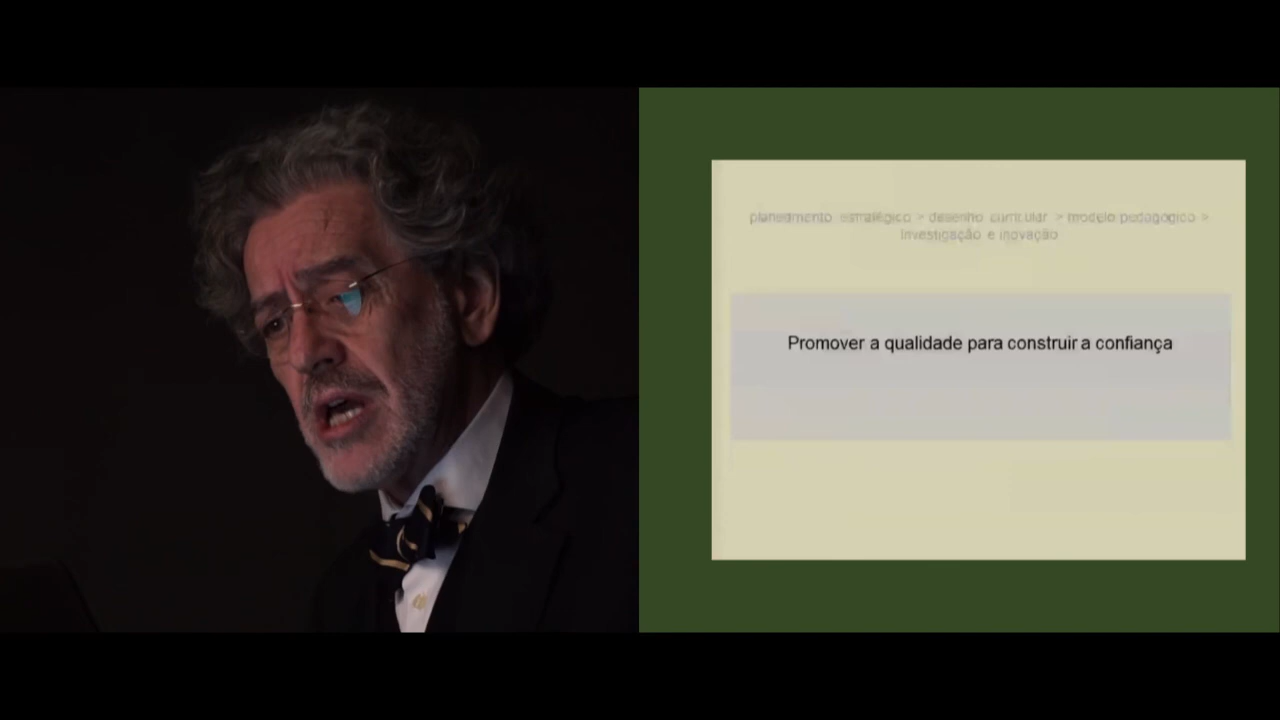 planeamento estratégico > desenho curricular > modelo pedagógico >
Investigação e inovação
Promover a qualidade para construir a confiança